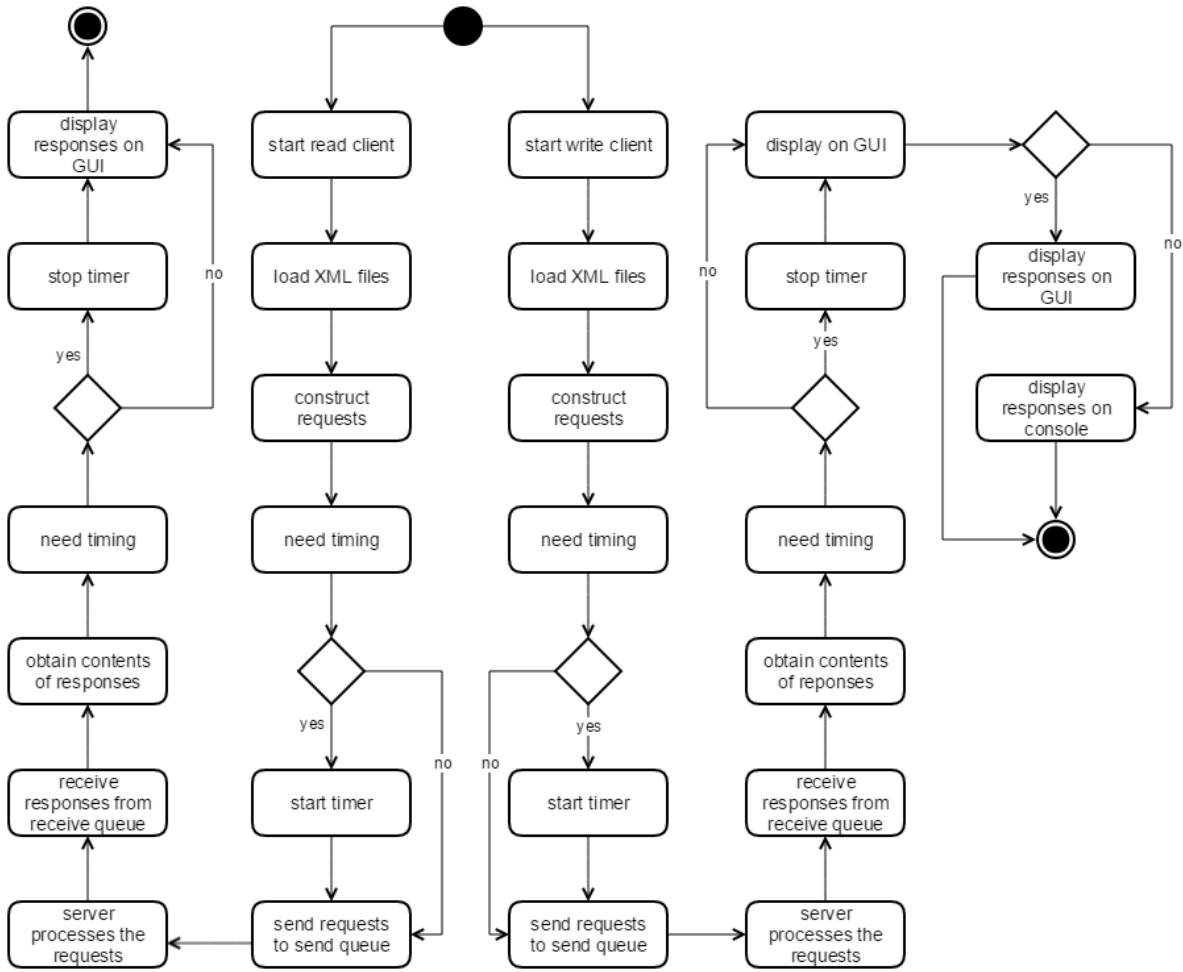 display
responses on
GUI
start read client
start write client
display on GUI
yes
no
stop timer
no
load XML files
load XML files
no
stop timer
display
responses on
GUI
yes
yes
construct
requests
construct
requests
display
responses on
console
need timing
need timing
need timing
need timing
obtain contents
of responses
obtain contents
of reponses
yes
yes
no
no
receive
responses from
receive queue
start timer
start timer
receive
responses from
receive queue
server
processes the
requests
send requests
to send queue
send requests
to send queue
server
processes the
requests